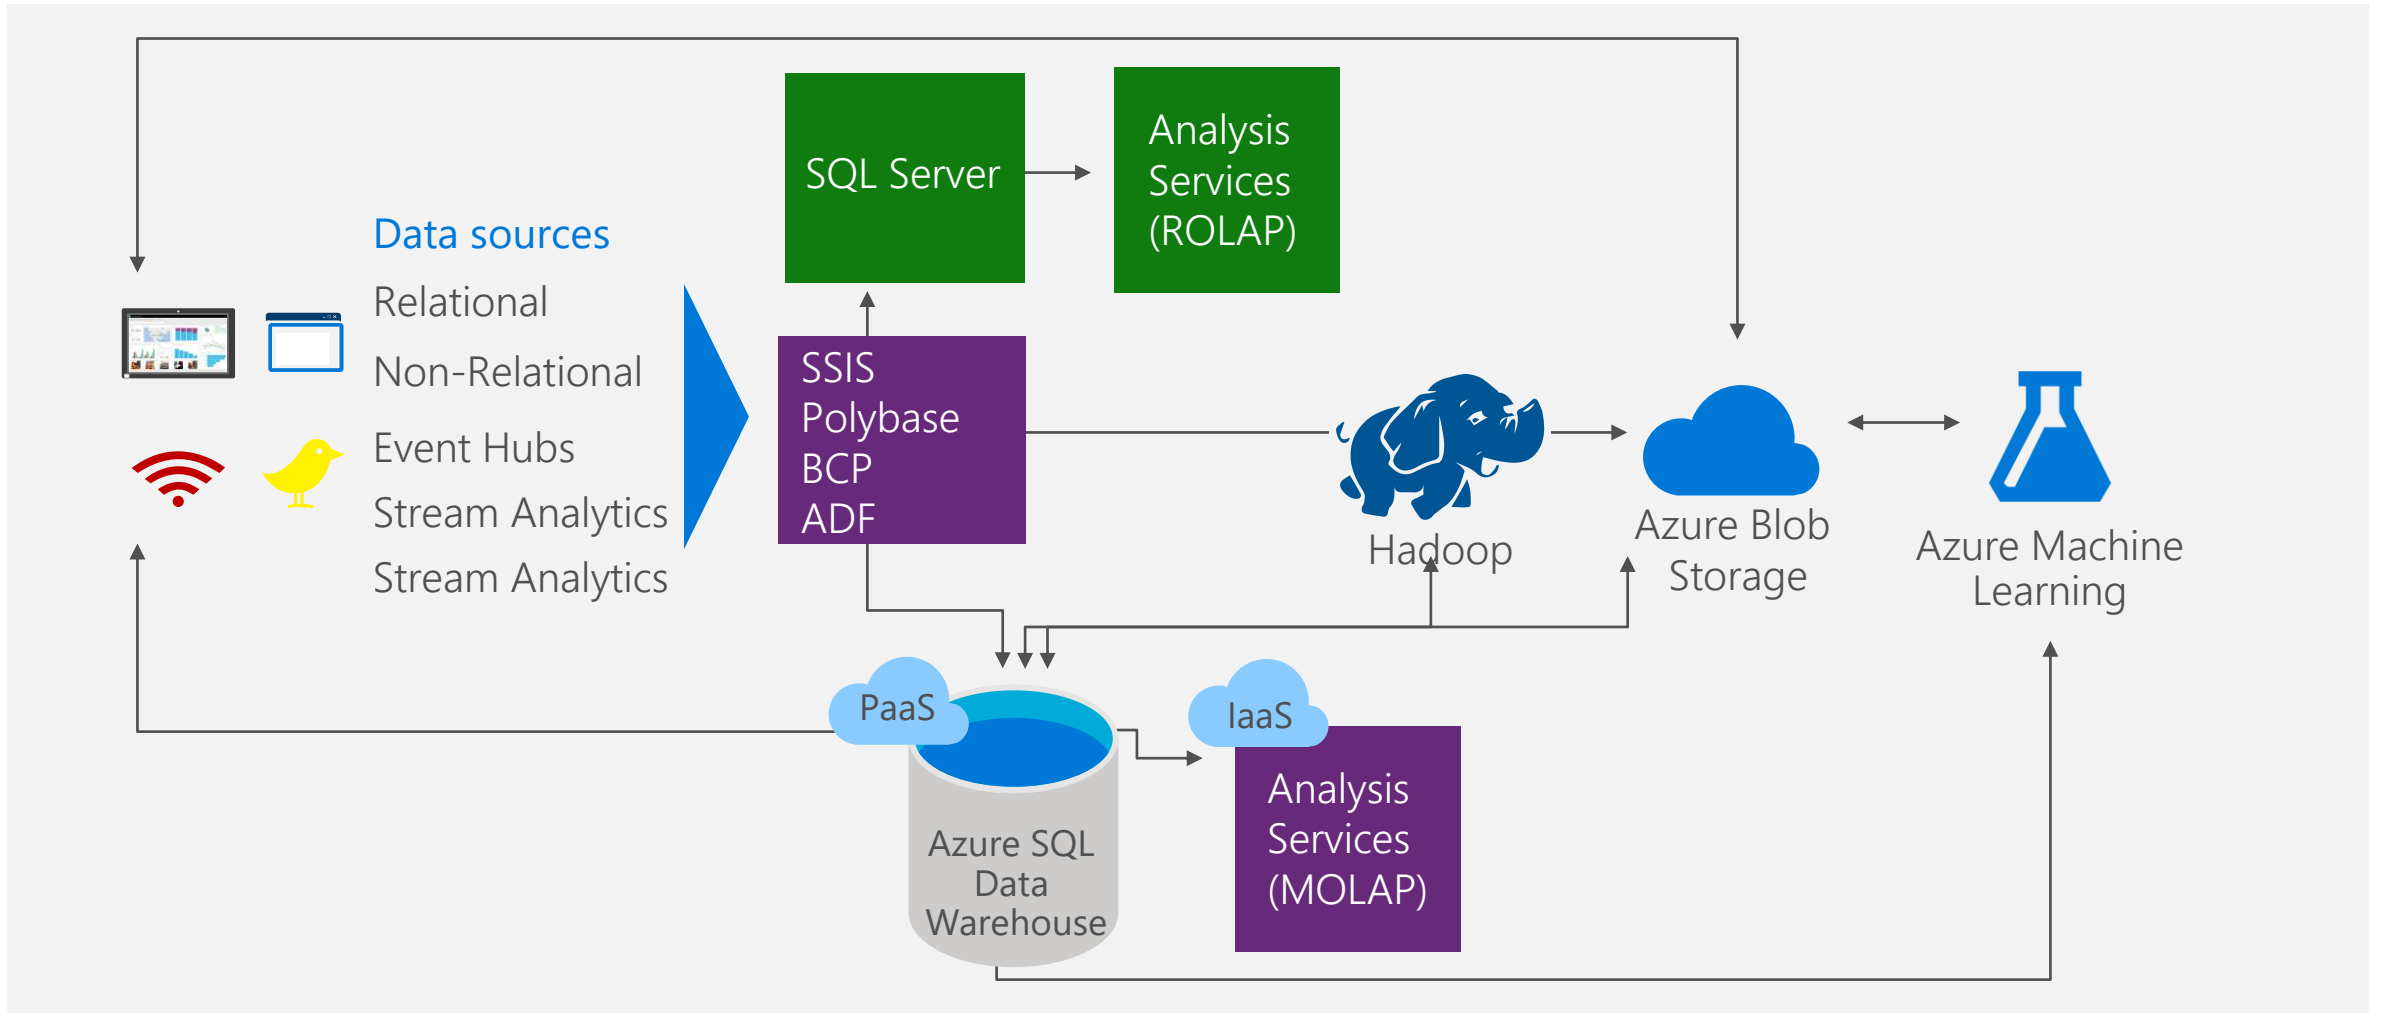 Data sources
Relational
Non-Relational
Event Hubs
Stream Analytics
Stream Analytics
SQL Server
Analysis
Services
(ROLAP)
SSIS
Polybase
BCP
ADF
Hadoop
Azure Blob
Storage
Azure Machine
Learning
PaaS
Azure SQL
Data
Warehouse
IaaS
Analysis
Services
(MOLAP)